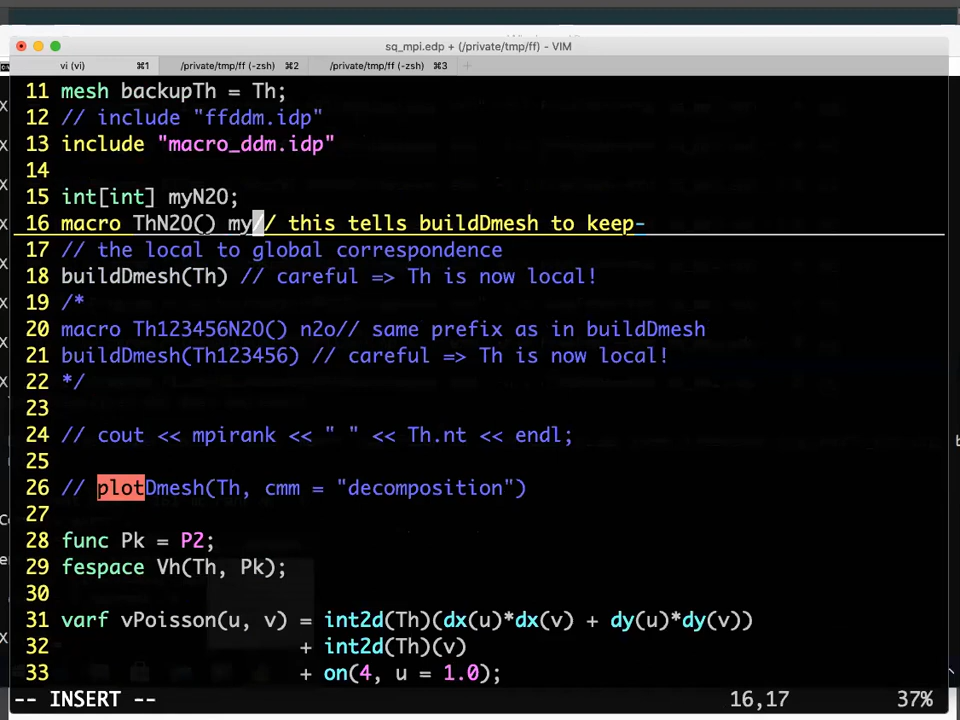 sq_mpi.edp + (/private/tmp/ff) - VIM
vi (vi) ⌘1 /private/tmp/ff (-zsh) ⌘2 /private/tmp/ff (-zsh) ⌘3 +
11 mesh backupTh = Th;
12 // include "ffddm.idp"
13 include "macro_ddm.idp"
14
15 int[int] myN2O;
16 macro ThN2O() my// this tells buildDmesh to keep-
17 // the local to global correspondence
18 buildDmesh(Th) // careful => Th is now local!
19 /*
20 macro Th123456N2O() n2o// same prefix as in buildDmesh
21 buildDmesh(Th123456) // careful => Th is now local!
22 */
23
24 // cout << mpirank << " " << Th.nt << endl;
25
26 // plotDmesh(Th, cmm = "decomposition")
27
28 func Pk = P2;
29 fespace Vh(Th, Pk);
30
31 varf vPoisson(u, v) = int2d(Th)(dx(u)*dx(v) + dy(u)*dy(v))
32 + int2d(Th)(v)
33 + on(4, u = 1.0);
-- INSERT -- 16,17 37%